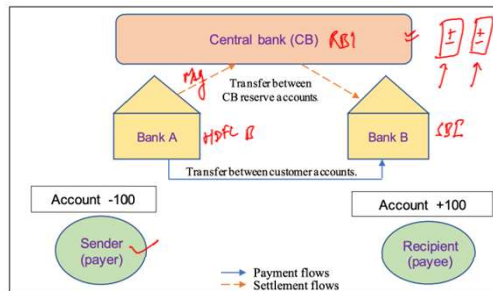 Central bank (CB) RBI
Msg
Transfer between
CB reserve accounts.
Bank A
HDFC B
Bank B
SBI
Transfer between customer accounts.
Account -100
Account +100
Sender
(payer)
Recipient
(payee)
Payment flows
Settlement flows
+
-
+
-